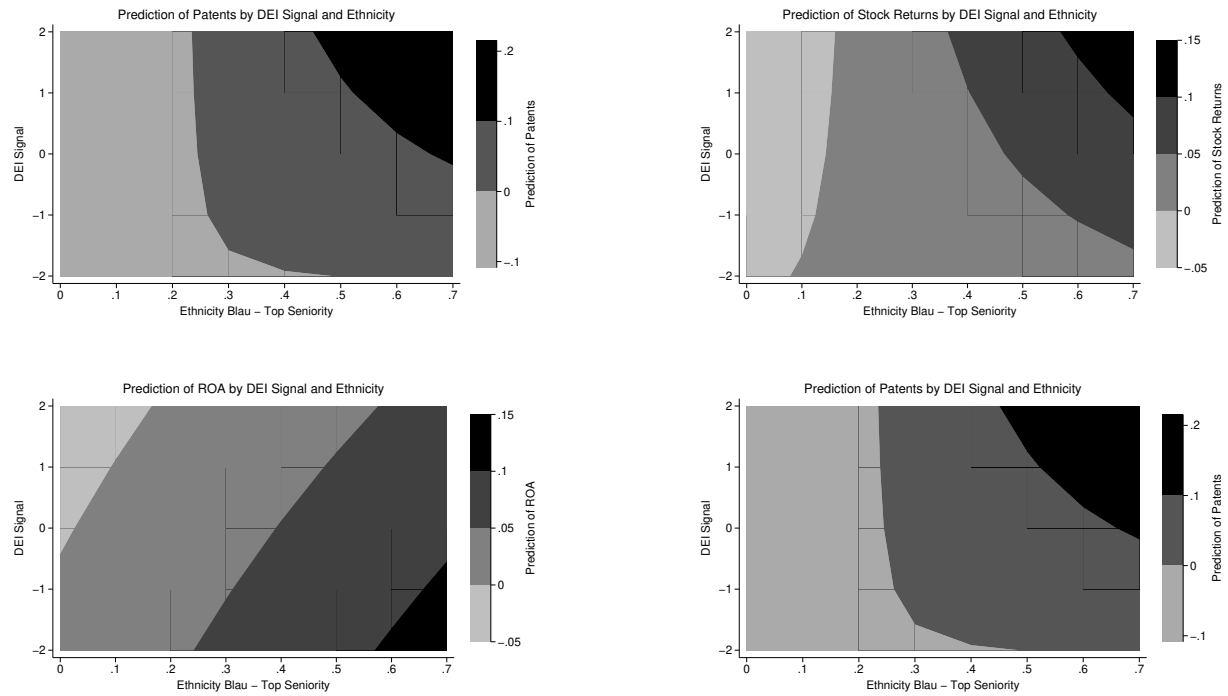 Prediction of Patents by DEI Signal and Ethnicity
2
1
0
−1
−2
DEI Signal
0 .1 .2 .3 .4 .5 .6 .7
Ethnicity Blau − Top Seniority
.2
.1
0
−.1
Prediction of Patents
Prediction of Stock Returns by DEI Signal and Ethnicity
2
1
0
−1
−2
DEI Signal
0 .1 .2 .3 .4 .5 .6 .7
Ethnicity Blau − Top Seniority
.15
.1
.05
0
−.05
Prediction of Stock Returns
Prediction of ROA by DEI Signal and Ethnicity
2
1
0
−1
−2
DEI Signal
0 .1 .2 .3 .4 .5 .6 .7
Ethnicity Blau − Top Seniority
.15
.1
.05
0
−.05
Prediction of ROA
Prediction of Patents by DEI Signal and Ethnicity
2
1
0
−1
−2
DEI Signal
0 .1 .2 .3 .4 .5 .6 .7
Ethnicity Blau − Top Seniority
.2
.1
0
−.1
Prediction of Patents